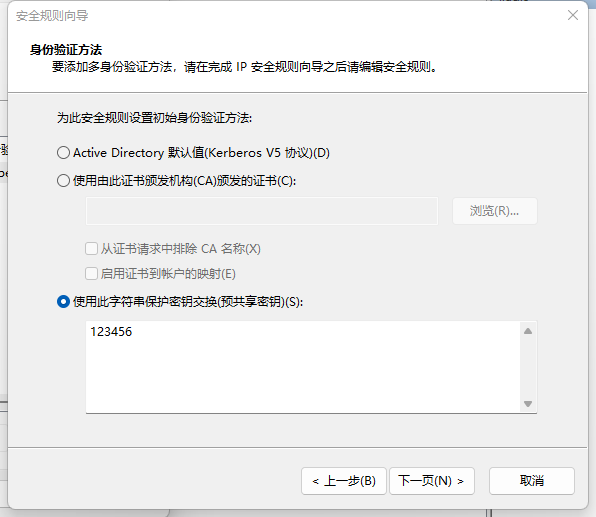 安全规则向导
身份验证方法
要添加多身份验证方法，请在完成 IP 安全规则向导之后请编辑安全规则。
为此安全规则设置初始身份验证方法:
Active Directory 默认值(Kerberos V5 协议)(D)
使用由此证书颁发机构(CA)颁发的证书(C):
浏览(R)...
从证书请求中排除 CA 名称(X)
启用证书到帐户的映射(E)
使用此字符串保护密钥交换(预共享密钥)(S):
123456
< 上一步(B) 下一页(N) > 取消